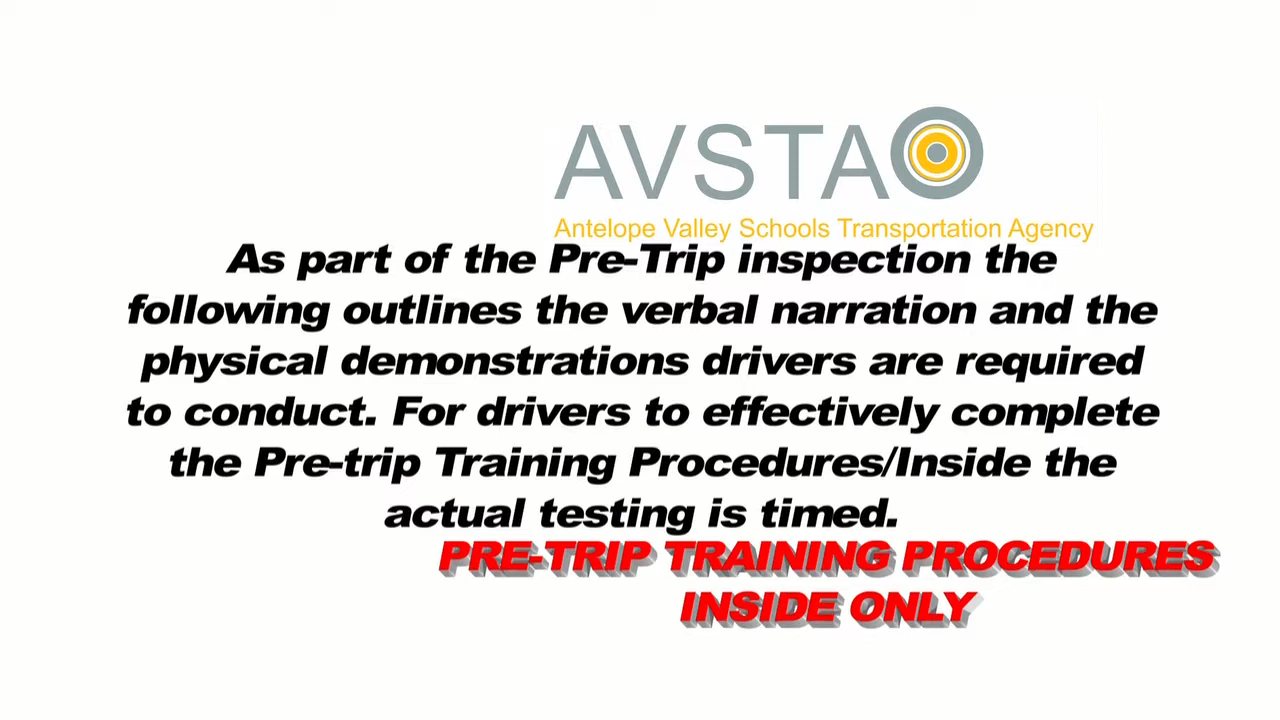 AVSTA
Antelope Valley Schools Transportation Agency
As part of the Pre-Trip inspection the
following outlines the verbal narration and the
physical demonstrations drivers are required
to conduct. For drivers to effectively complete
the Pre-trip Training Procedures/Inside the
actual testing is timed.
PRE-TRIP TRAINING PROCEDURES
INSIDE ONLY